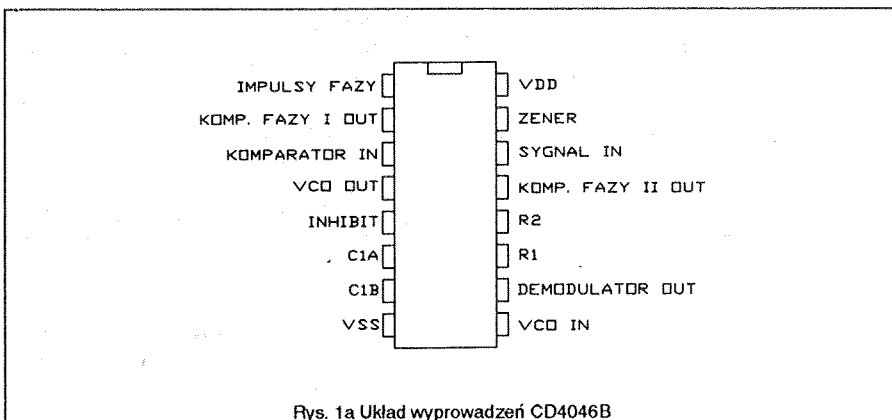 IMPULSY FAZY
KOMP. FAZY I OUT
KOMPARATOR IN
VCO OUT
INHIBIT
C1A
C1B
VSS
VDD
ZENER
SYGNAL IN
KOMP. FAZY II OUT
R2
R1
DEMODULATOR OUT
VCO IN
Rys. 1a Układ wyprowadzeń CD4046B